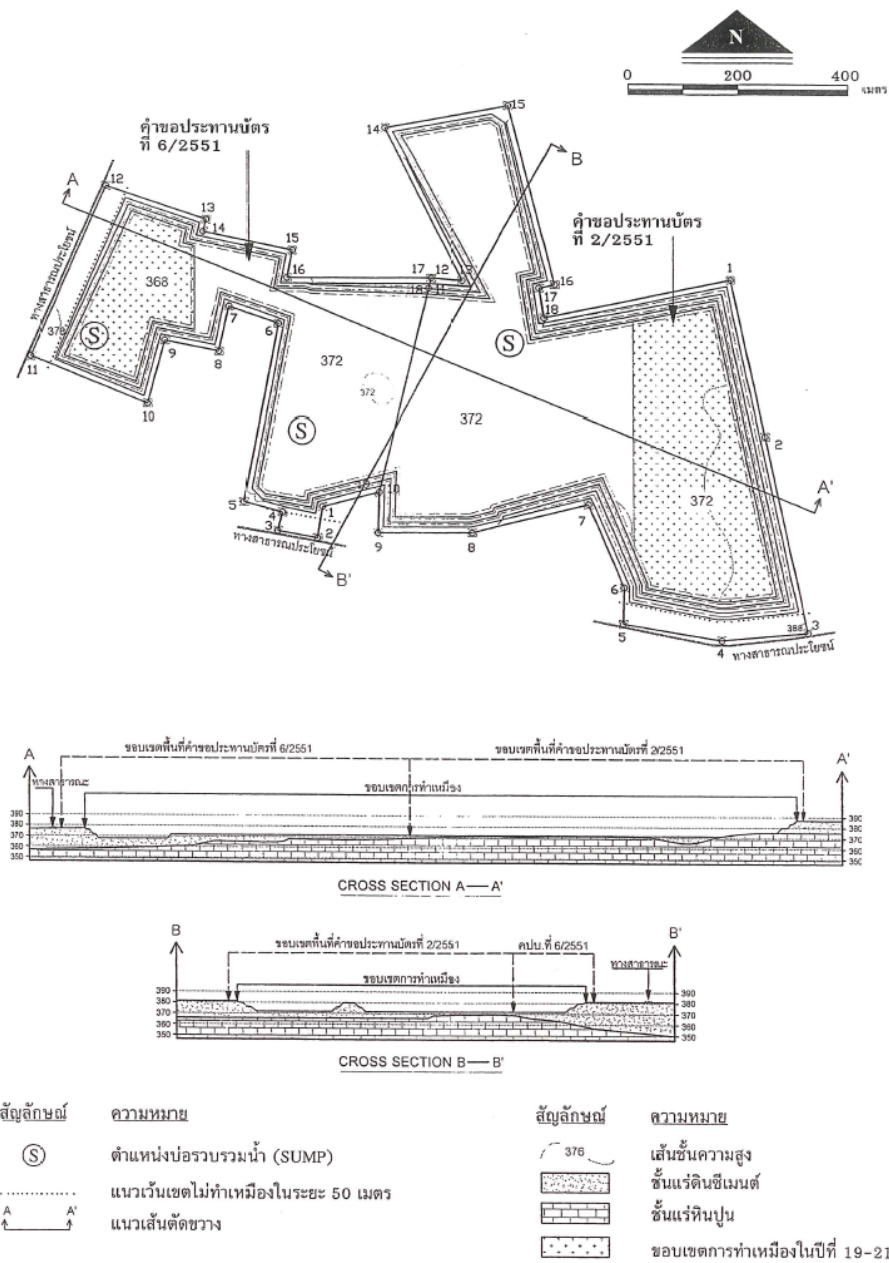 N
0 200 400
เมตร
คำขอประทานบัตร
ที่ 6/2551
คำขอประทานบัตร
ที่ 2/2551
A
B
A'
B'
12
13
14
15
16
17
12
13
18
11
14
15
16
17
18
1
2
3
4
5
6
7
8
9
10
11
10
9
8
7
6
5
4
3
2
1
368
378
372
372
372
372
388
S
S
S
ทางสาธารณประโยชน์
ทางสาธารณประโยชน์
ทางสาธารณประโยชน์
A A'
ขอบเขตพื้นที่คำขอประทานบัตรที่ 6/2551 ขอบเขตพื้นที่คำขอประทานบัตรที่ 2/2551
ทางสาธารณะ
ขอบเขตการทำเหมือง
390 390
380 380
370 370
360 360
350 350
CROSS SECTION A — A'
B B'
ขอบเขตพื้นที่คำขอประทานบัตรที่ 2/2551 คปบ.ที่ 6/2551
ทางสาธารณะ
ขอบเขตการทำเหมือง
390 390
380 380
370 370
360 360
350 350
CROSS SECTION B — B'
สัญลักษณ์ ความหมาย
S ตำแหน่งบ่อรวบรวมน้ำ (SUMP)
แนวเว้นเขตไม่ทำเหมืองในระยะ 50 เมตร
A A' แนวเส้นตัดขวาง
สัญลักษณ์ ความหมาย
376 เส้นชั้นความสูง
ชั้นแร่ดินซีเมนต์
ชั้นแร่หินปูน
ขอบเขตการทำเหมืองในปีที่ 19-21